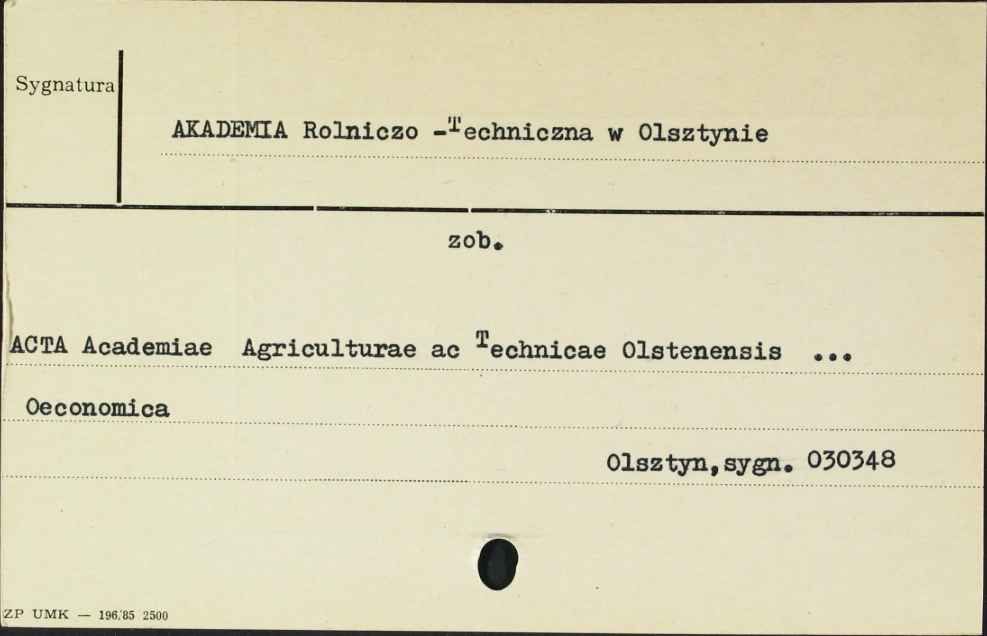 Sygnatura
AKADEMIA Rolniczo -Techniczna w Olsztynie
zob.
ACTA Academiae Agriculturae ac Technicae Olstenensis ...
Oeconomica
Olsztyn,sygn. 030348
ZP UMK — 196/85 2500